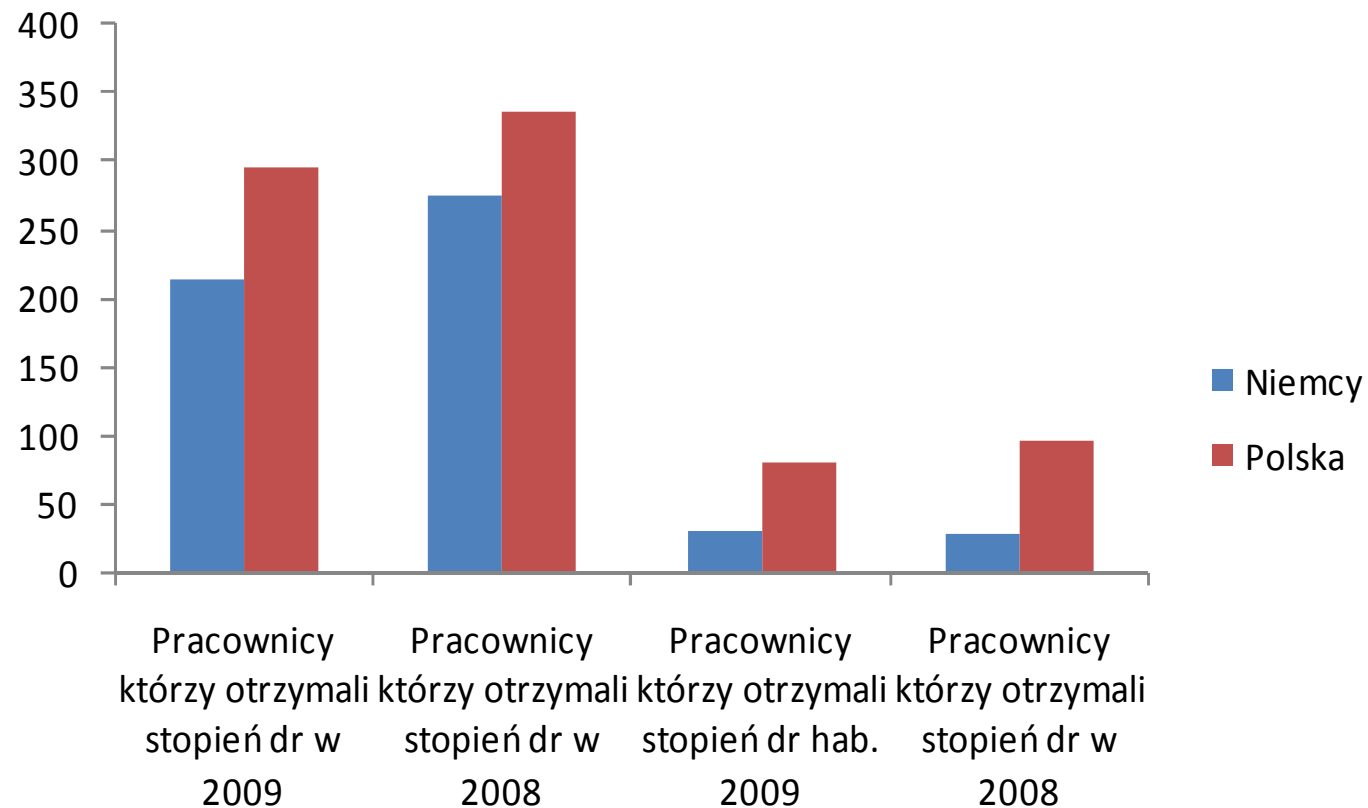 400
350
300
250
200
150
100
50
0
Niemcy
Polska
Pracownicy
którzy otrzymali
stopień dr w
2009
Pracownicy
którzy otrzymali
stopień dr w
2008
Pracownicy
którzy otrzymali
stopień dr hab.
2009
Pracownicy
którzy otrzymali
stopień dr w
2008